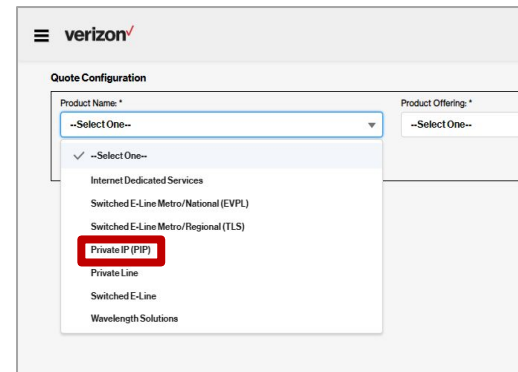 verizon
Quote Configuration
Product Name: * Product Offering: *
--Select One-- --Select One--
--Select One--
Internet Dedicated Services
Switched E-Line Metro/National (EVPL)
Switched E-Line Metro/Regional (TLS)
Private IP (PIP)
Private Line
Switched E-Line
Wavelength Solutions